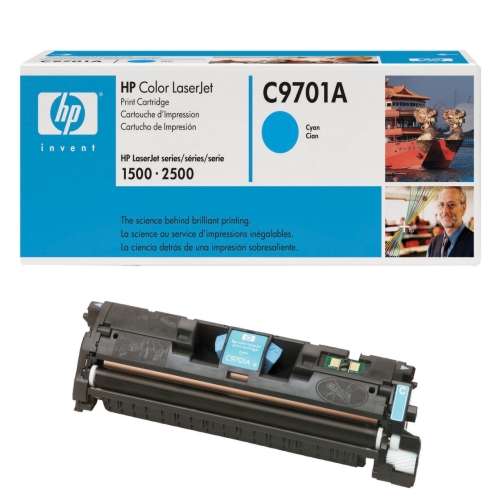 hp
invent
HP Color LaserJet
Print Cartridge
Cartouche d'Impression
Cartucho de Impresión
HP LaserJet series/séries/serie
1500 · 2500
C9701A
Cyan
Cian
The science behind brilliant printing.
La science au service d'impressions inégalables.
La ciencia detrás de una impresión sobresaliente.
C9701A
C